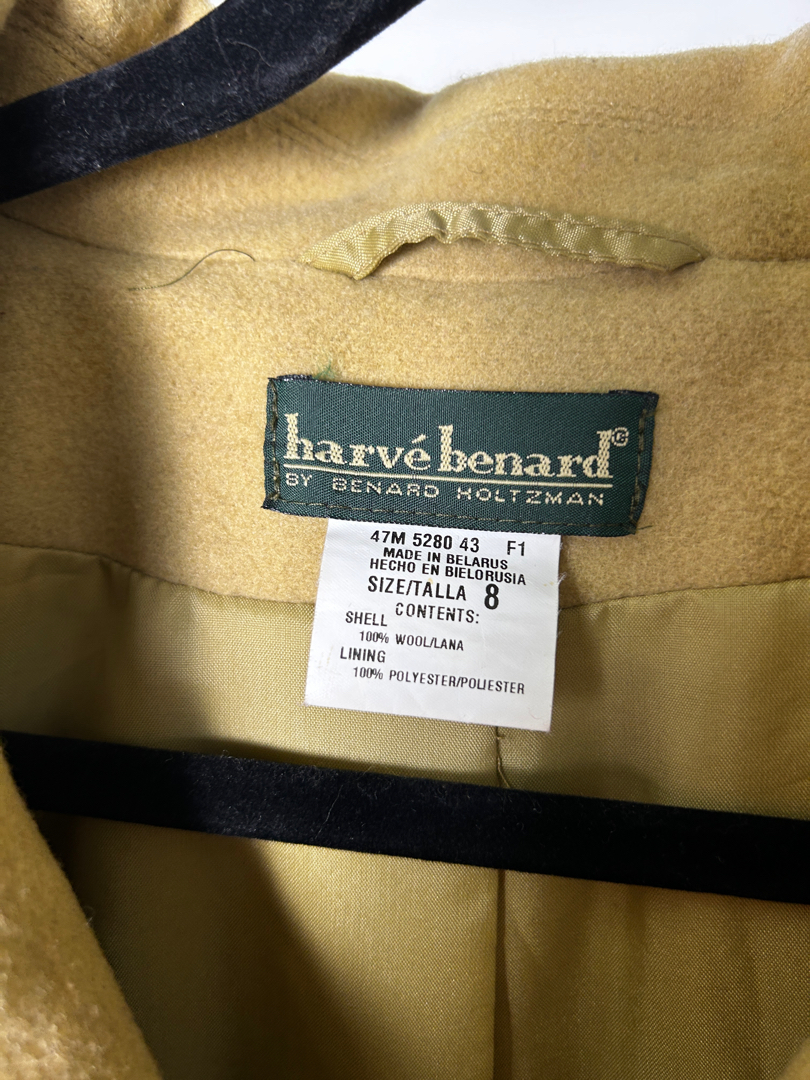 harvé benard®
BY BENARD HOLTZMAN
47M 5280 43 F1
MADE IN BELARUS
HECHO EN BIELORUSIA
SIZE/TALLA 8
CONTENTS:
SHELL
100% WOOL/LANA
LINING
100% POLYESTER/POLIESTER